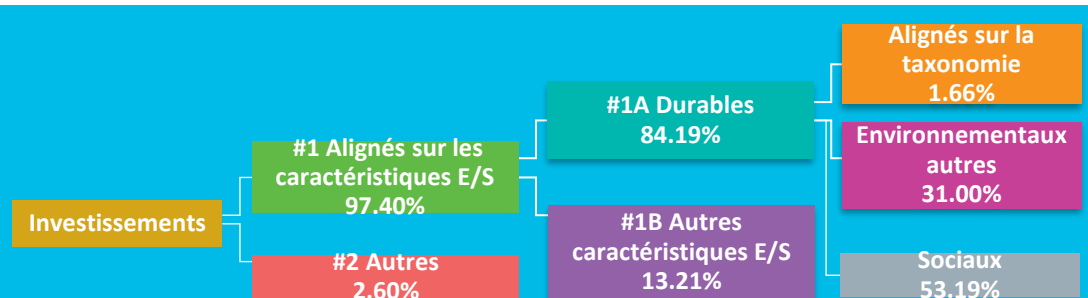 Investissements
#1 Alignés sur les
caractéristiques E/S
97.40%
#2 Autres
2.60%
#1A Durables
84.19%
#1B Autres
caractéristiques E/S
13.21%
Alignés sur la
taxonomie
1.66%
Environnementaux
autres
31.00%
Sociaux
53.19%